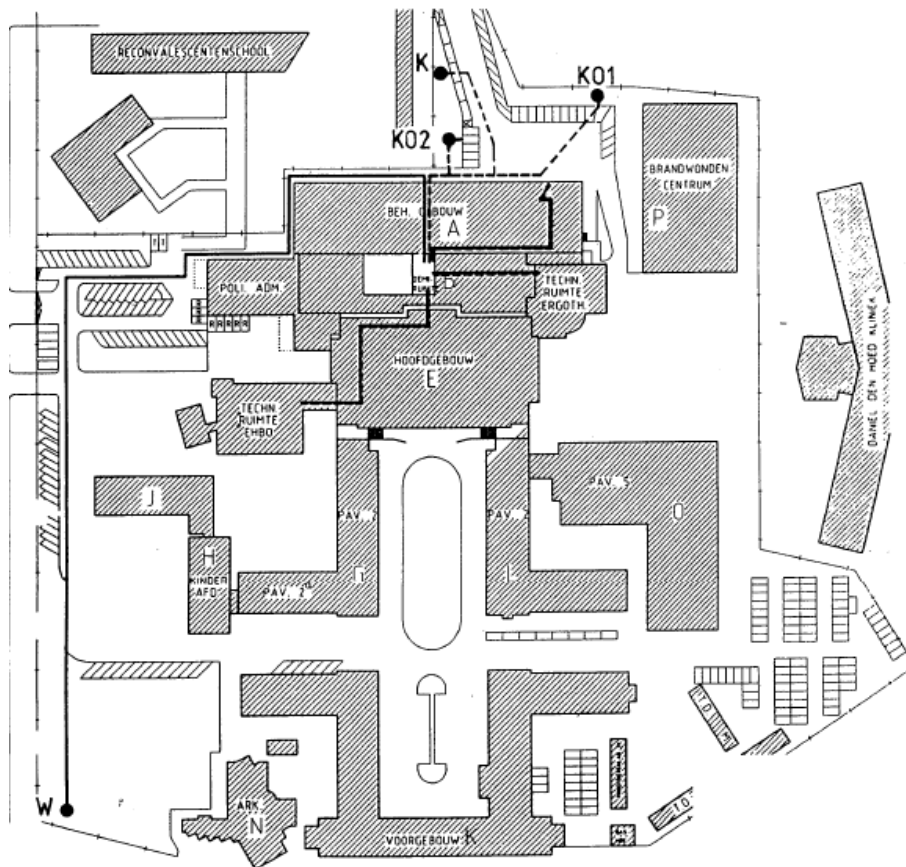 RECONVALESCENTENSCHOOL
K
K01
K02
BRANDWONDEN
CENTRUM
P
BEH. GEBOUW
A
POLI. ADM.
TECHN.
RUIMTE
ERGOTH.
HOOFDGEBOUW
E
DANIEL DEN HOED KLINIEK
TECHN.
RUIMTE
EHBO
RRRRR
J
H
KINDER
AFD
PAV.
PAV.
PAV.
O
PAV. 2
T.D.
T.D.
W
ARK.
N
VOORGEBOUW
K